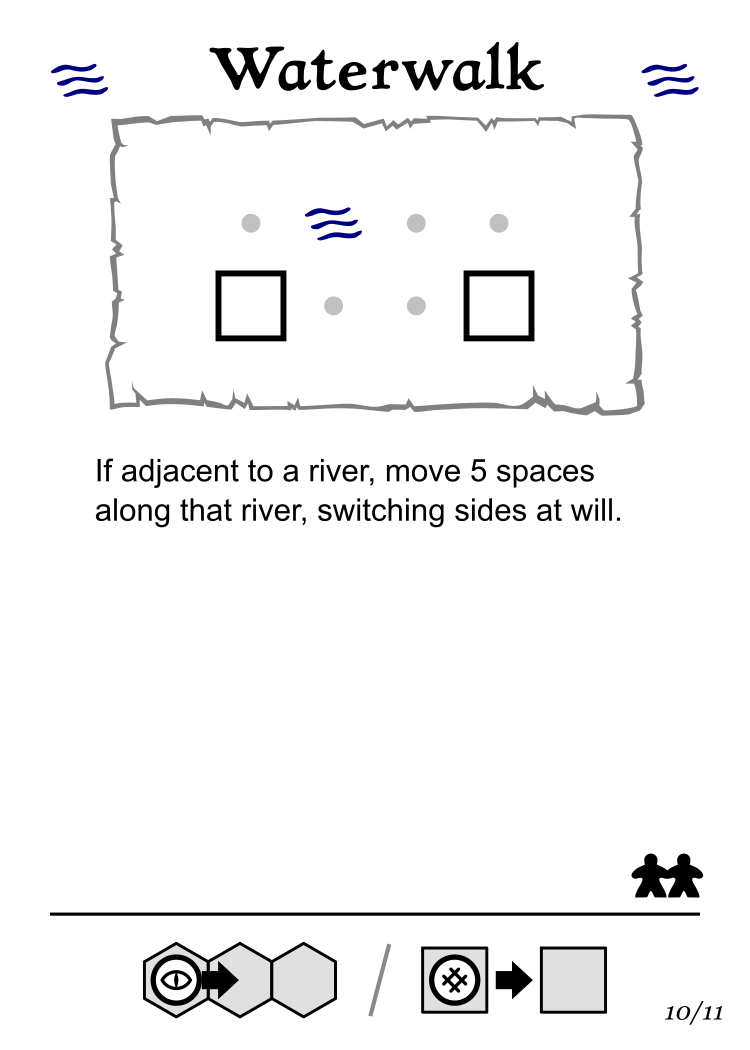 Waterwalk
If adjacent to a river, move 5 spaces
along that river, switching sides at will.
10/11